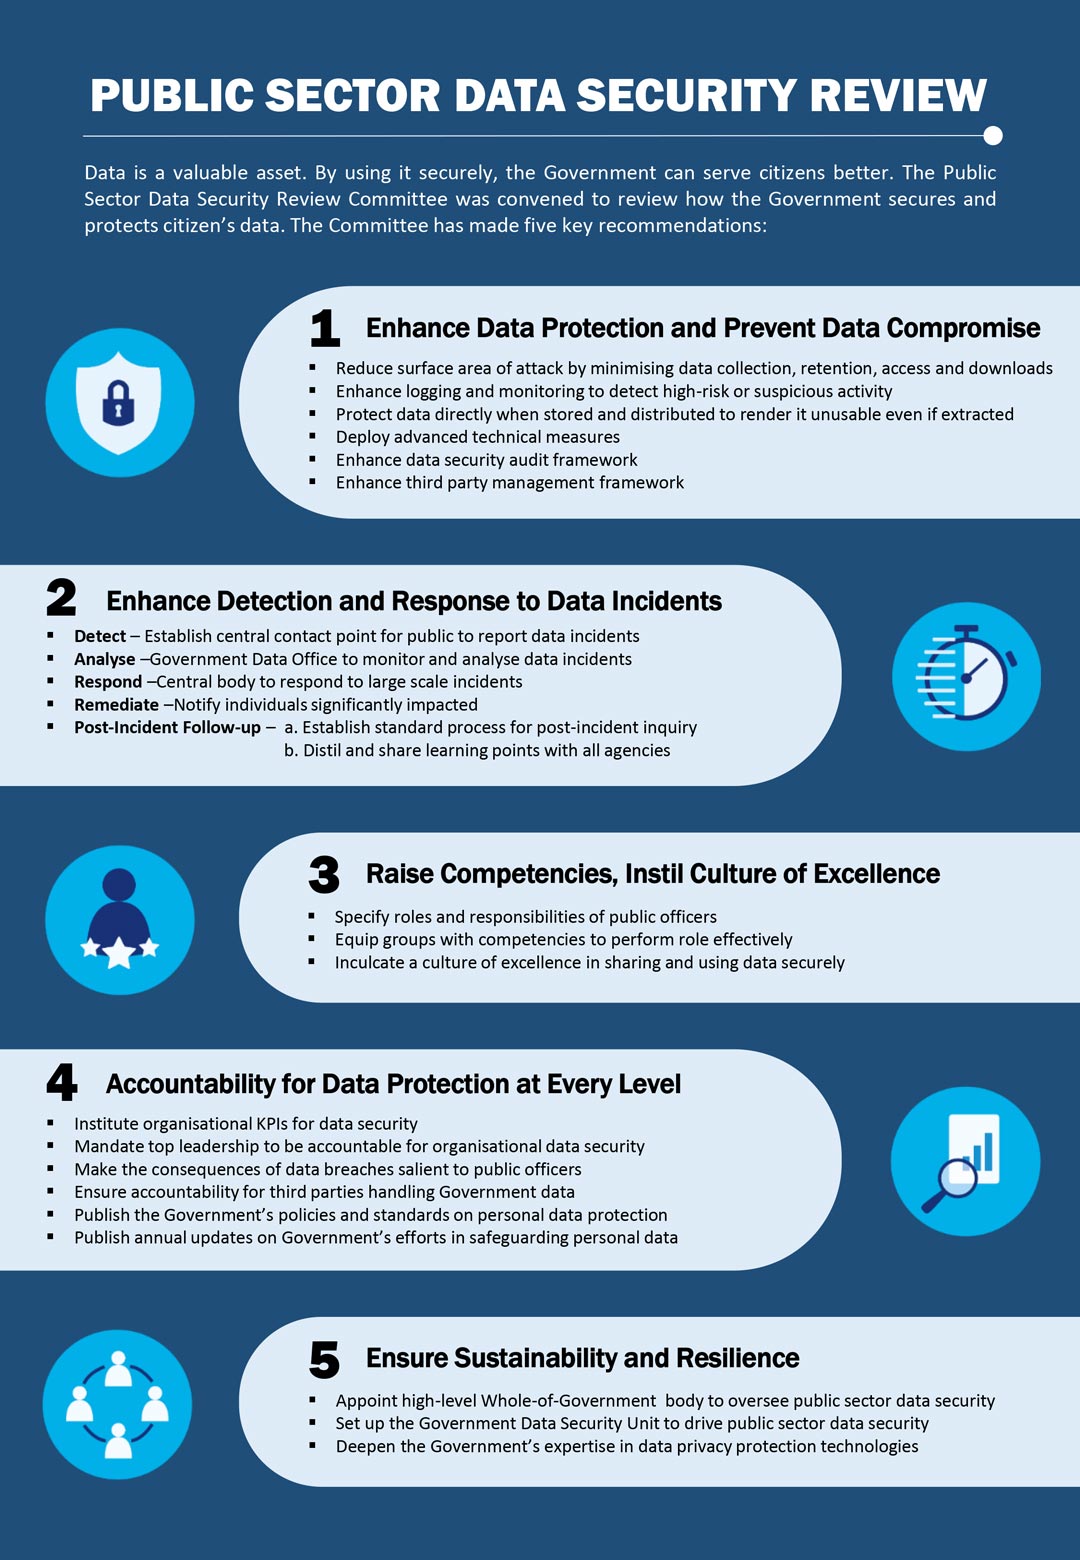 PUBLIC SECTOR DATA SECURITY REVIEW
Data is a valuable asset. By using it securely, the Government can serve citizens better. The Public
Sector Data Security Review Committee was convened to review how the Government secures and
protects citizen’s data. The Committee has made five key recommendations:
1 Enhance Data Protection and Prevent Data Compromise
▪ Reduce surface area of attack by minimising data collection, retention, access and downloads
▪ Enhance logging and monitoring to detect high-risk or suspicious activity
▪ Protect data directly when stored and distributed to render it unusable even if extracted
▪ Deploy advanced technical measures
▪ Enhance data security audit framework
▪ Enhance third party management framework
2 Enhance Detection and Response to Data Incidents
▪ Detect – Establish central contact point for public to report data incidents
▪ Analyse –Government Data Office to monitor and analyse data incidents
▪ Respond –Central body to respond to large scale incidents
▪ Remediate –Notify individuals significantly impacted
▪ Post-Incident Follow-up – a. Establish standard process for post-incident inquiry
b. Distil and share learning points with all agencies
3 Raise Competencies, Instil Culture of Excellence
▪ Specify roles and responsibilities of public officers
▪ Equip groups with competencies to perform role effectively
▪ Inculcate a culture of excellence in sharing and using data securely
4 Accountability for Data Protection at Every Level
▪ Institute organisational KPIs for data security
▪ Mandate top leadership to be accountable for organisational data security
▪ Make the consequences of data breaches salient to public officers
▪ Ensure accountability for third parties handling Government data
▪ Publish the Government’s policies and standards on personal data protection
▪ Publish annual updates on Government’s efforts in safeguarding personal data
5 Ensure Sustainability and Resilience
▪ Appoint high-level Whole-of-Government body to oversee public sector data security
▪ Set up the Government Data Security Unit to drive public sector data security
▪ Deepen the Government’s expertise in data privacy protection technologies